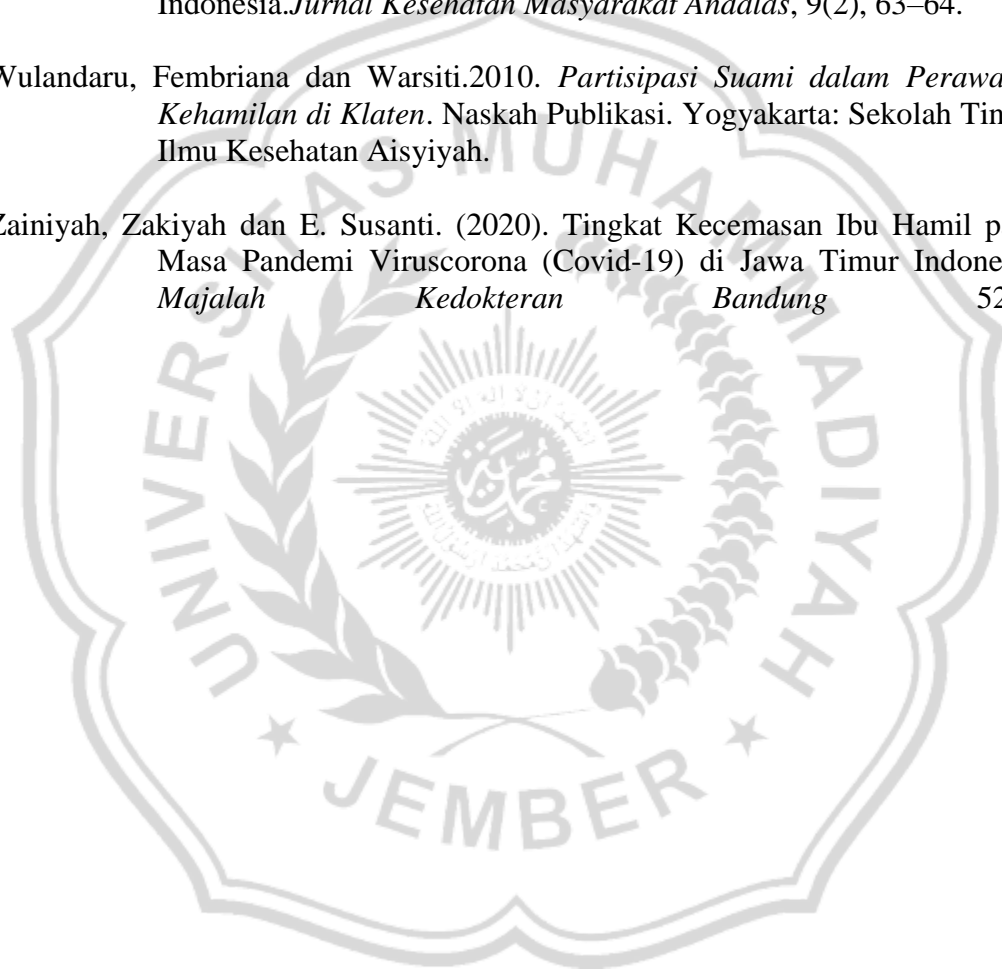 Indonesia.Jurnal Kesehatan Masyarakat Andalas, 9(2), 63–64.
Wulandaru, Fembriana dan Warsiti.2010. Partisipasi Suami dalam Perawa
Kehamilan di Klaten. Naskah Publikasi. Yogyakarta: Sekolah Tin
Ilmu Kesehatan Aisyiyah.
Zainiyah, Zakiyah dan E. Susanti. (2020). Tingkat Kecemasan Ibu Hamil p
Masa Pandemi Viruscorona (Covid-19) di Jawa Timur Indone
Majalah Kedokteran Bandung 52
UNIVERSITAS MUHAMMADIYAH
JEMBER